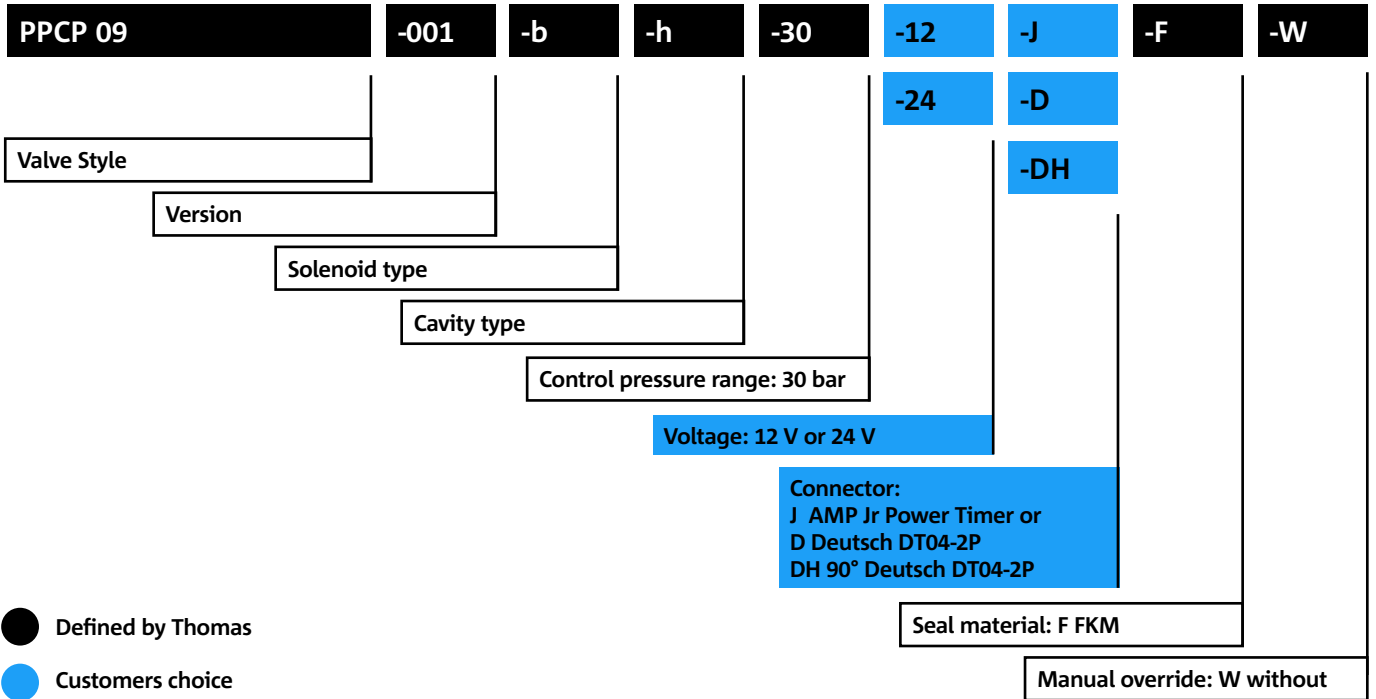 PPCP 09 -001 -b -h -30 -12 -J -F -W
-24 -D
Valve Style
-DH
Version
Solenoid type
Cavity type
Control pressure range: 30 bar
Voltage: 12 V or 24 V
Connector:
J AMP Jr Power Timer or
D Deutsch DT04-2P
DH 90° Deutsch DT04-2P
Defined by Thomas
Seal material: F FKM
Customers choice
Manual override: W without